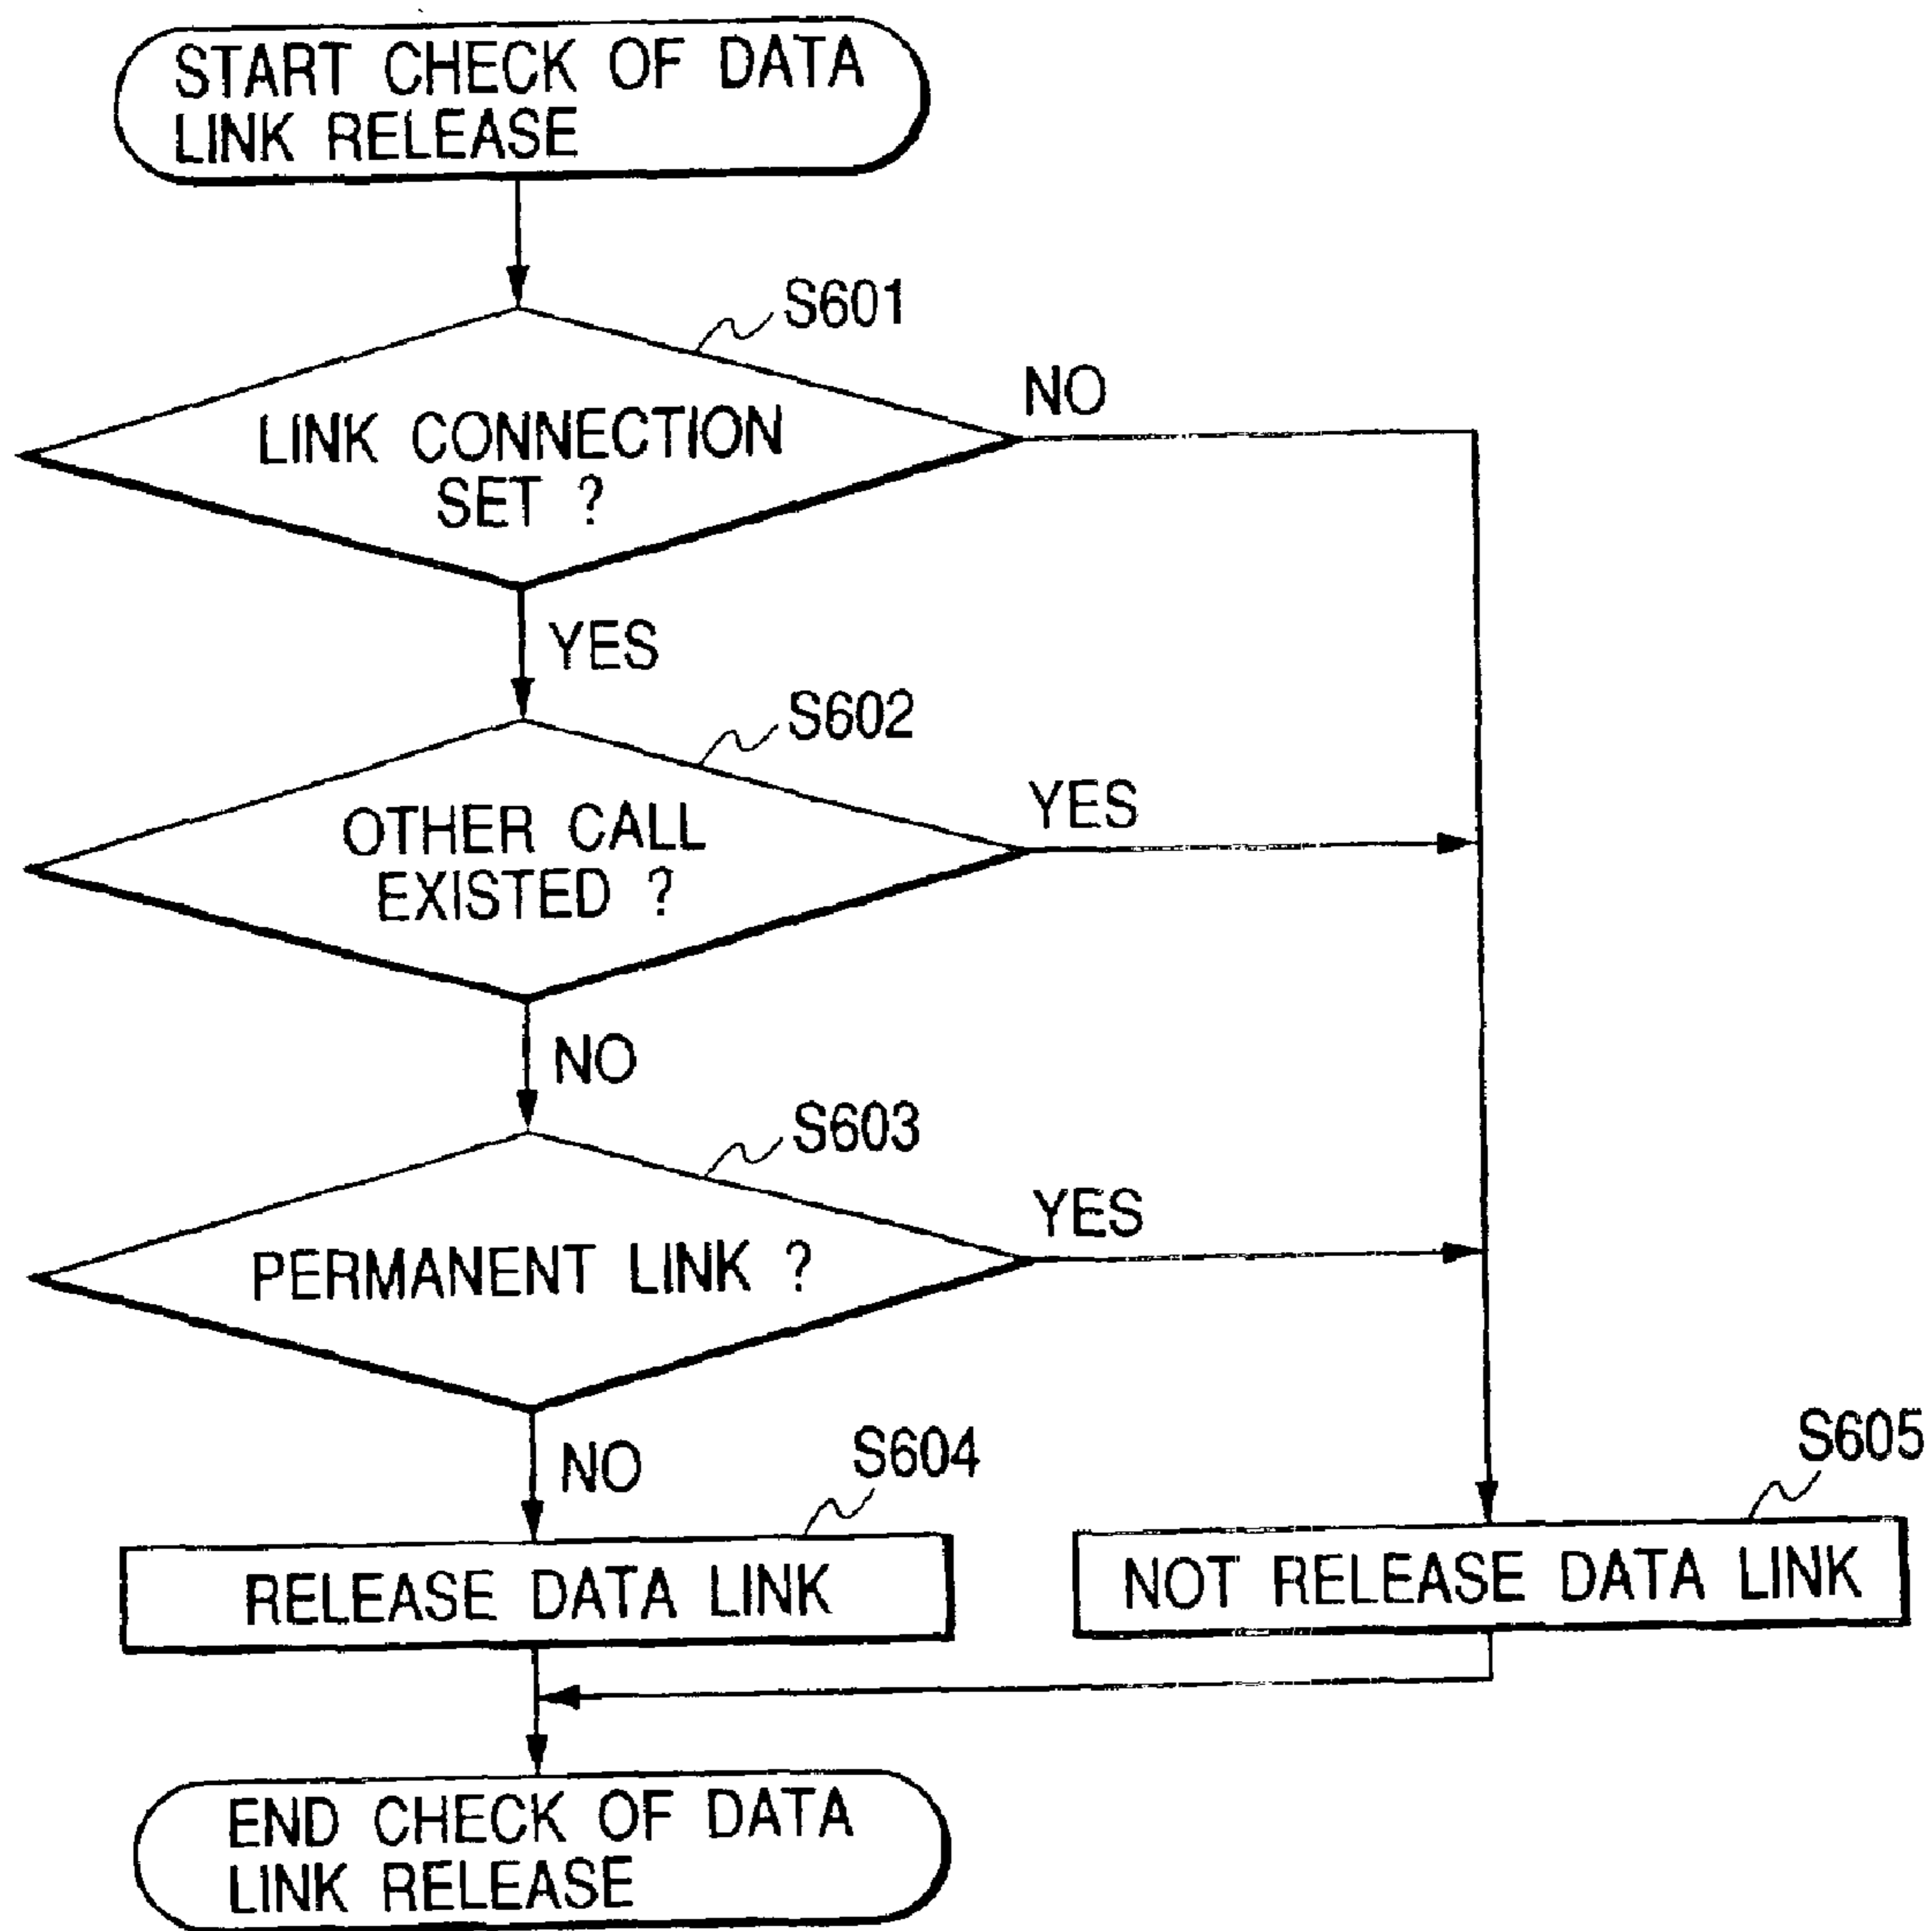 START CHECK OF DATA
LINK RELEASE
S601
LINK CONNECTION
SET ?
NO
YES
S602
OTHER CALL
EXISTED ?
YES
NO
S603
PERMANENT LINK ?
YES
NO
S604
RELEASE DATA LINK
S605
NOT RELEASE DATA LINK
END CHECK OF DATA
LINK RELEASE